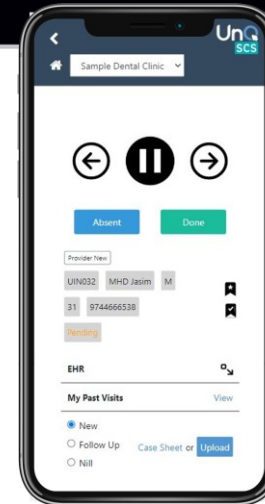 UnQ
SCS
Sample Dental Clinic
Absent Done
Provider New
UIN032 MHD Jasim M
31 9744666538
Pending
EHR
My Past Visits View
New
Follow Up Case Sheet or Upload
Nill